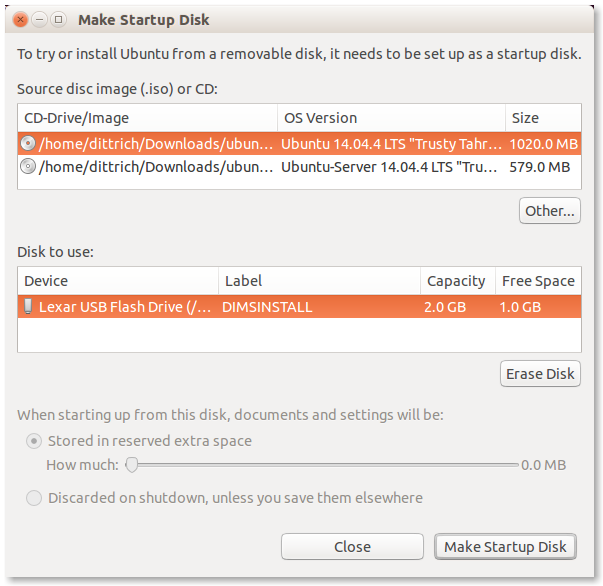 Make Startup Disk
To try or install Ubuntu from a removable disk, it needs to be set up as a startup disk.
Source disc image (.iso) or CD:
CD-Drive/Image OS Version Size
/home/dittrich/Downloads/ubun... Ubuntu 14.04.4 LTS "Trusty Tahr... 1020.0 MB
/home/dittrich/Downloads/ubun... Ubuntu-Server 14.04.4 LTS "Tru... 579.0 MB
Other...
Disk to use:
Device Label Capacity Free Space
Lexar USB Flash Drive (/... DIMSINSTALL 2.0 GB 1.0 GB
Erase Disk
When starting up from this disk, documents and settings will be:
Stored in reserved extra space
How much: 0.0 MB
Discarded on shutdown, unless you save them elsewhere
Close Make Startup Disk